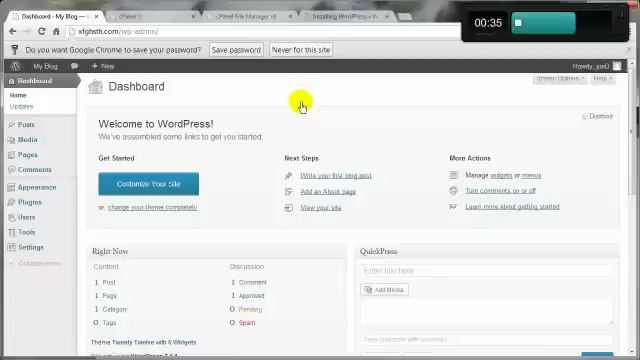 Dashboard ‹ My Blog — W
cPanel X
cPanel File Manager v3
Installing WordPress « W
00:35
xfghsth.com/wp-admin/
Do you want Google Chrome to save your password?
Save password
Never for this site
My Blog
+ New
Howdy,
Dashboard
Home
Updates
Posts
Media
Pages
Comments
Appearance
Plugins
Users
Tools
Settings
Collapse menu
Dashboard
Screen Options
Help
Welcome to WordPress!
Dismiss
We've assembled some links to get you started:
Get Started
Customize Your Site
or, change your theme completely
Next Steps
Write your first blog post
Add an About page
View your site
More Actions
Manage widgets or menus
Turn comments on or off
Learn more about getting started
Right Now
Content
Discussion
1 Post
1 Comment
1 Page
1 Approved
1 Category
0 Pending
0 Tags
0 Spam
Theme Twenty Twelve with 6 Widgets
QuickPress
Enter title here
Add Media
Tags (separate with commas)